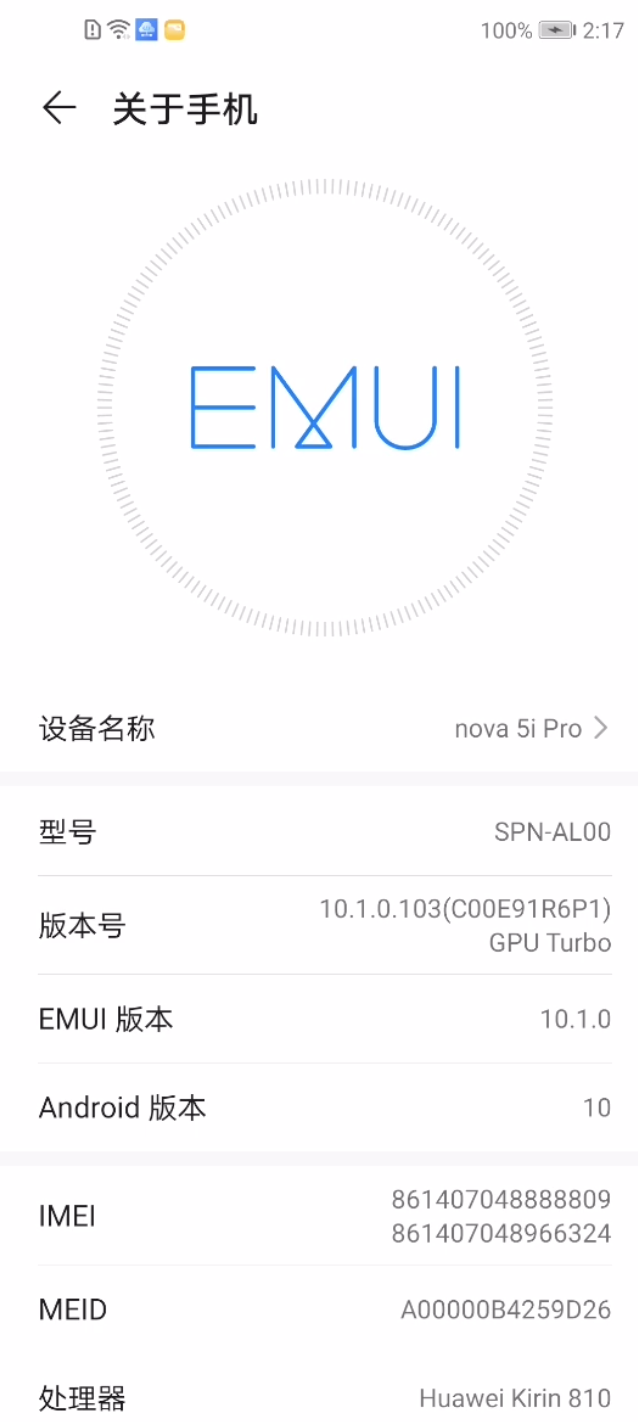 100% 2:17
关于手机
EMUI
设备名称 nova 5i Pro
型号 SPN-AL00
版本号 10.1.0.103(C00E91R6P1)
GPU Turbo
EMUI 版本 10.1.0
Android 版本 10
IMEI 861407048888809
861407048966324
MEID A00000B4259D26
处理器 Huawei Kirin 810